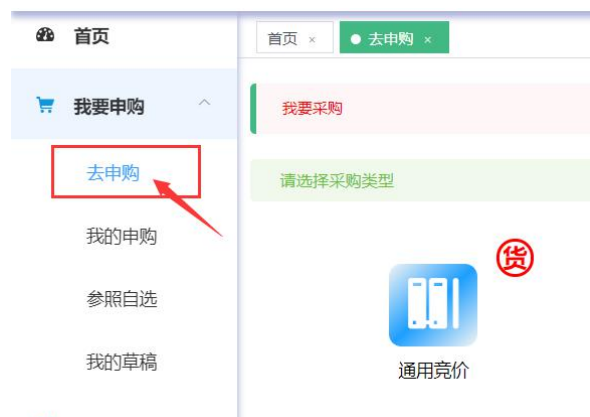 首页
首页 ×
去申购 ×
我要申购
我要采购
去申购
请选择采购类型
我的申购
货
参照自选
我的草稿
通用竞价